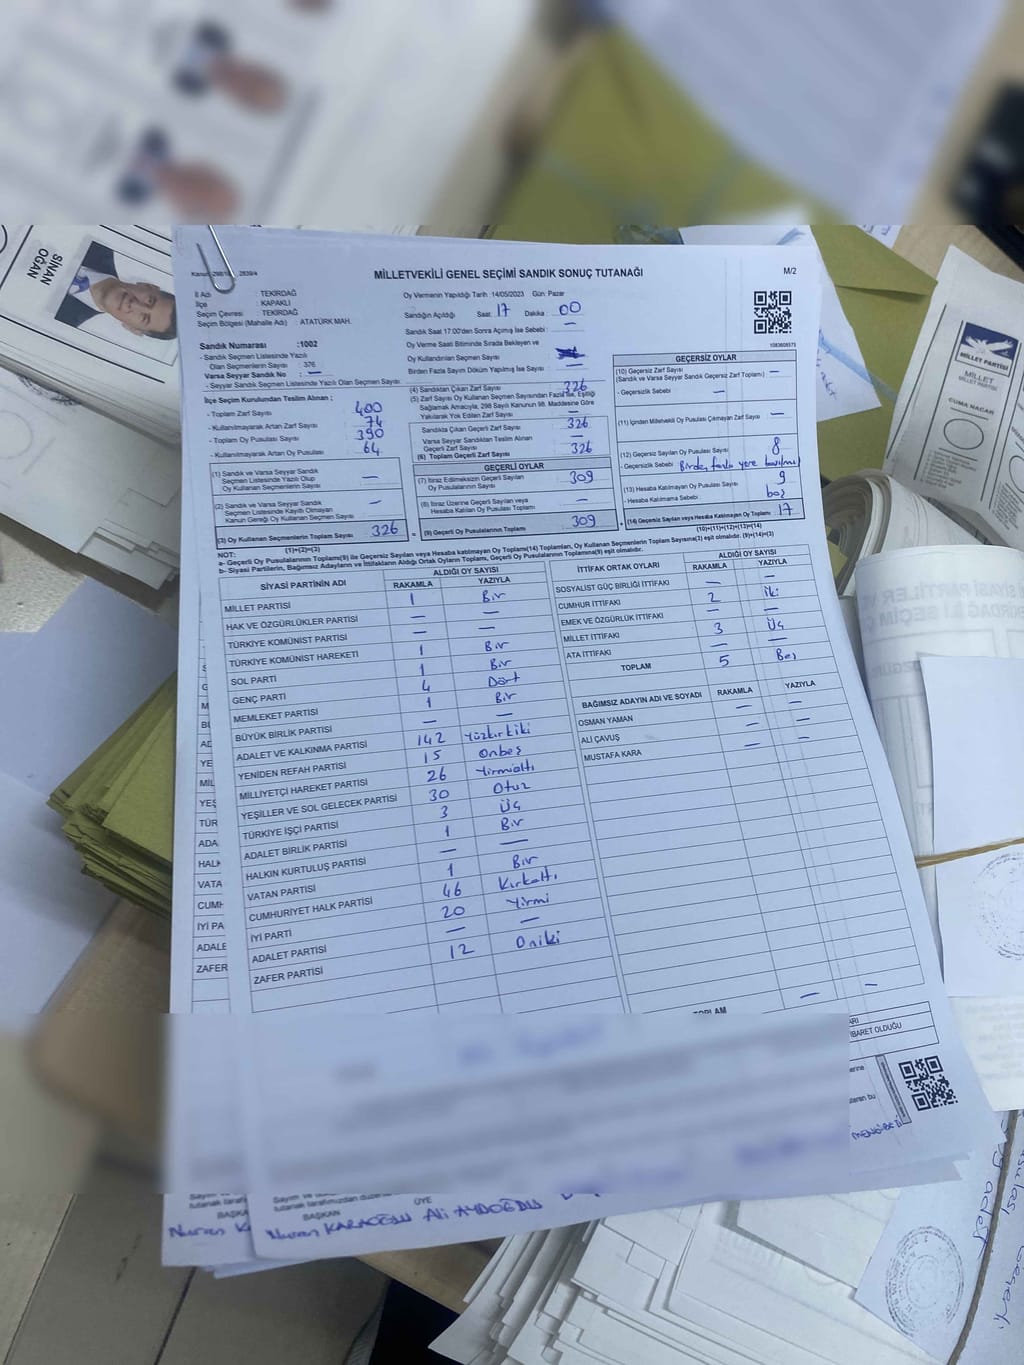 SİNAN
OĞAN
MİLLETVEKİLİ GENEL SEÇİMİ SANDIK SONUÇ TUTANAĞI
M/2
İl Adı : TEKİRDAĞ
İlçe : KAPAKLI
Seçim Çevresi : TEKİRDAĞ
Seçim Bölgesi (Mahalle Adı) : ATATÜRK MAH.
Oy Vermenin Yapıldığı Tarih :14/05/2023 Gün: Pazar
Sandığın Açıldığı Saat: 17 Dakika : 00
Sandık Saat 17:00'den Sonra Açılmış İse Sebebi : —
Oy Verme Saati Bitiminde Sırada Bekleyen ve
Oy Kullandırılan Seçmen Sayısı :
Birden Fazla Sayım Döküm Yapılmış İse Sayısı : —
Sandık Numarası :1002
- Sandık Seçmen Listesinde Yazılı
Olan Seçmenlerin Sayısı : 376
Varsa Seyyar Sandık No : —
- Seyyar Sandık Seçmen Listesinde Yazılı Olan Seçmen Sayısı:
İlçe Seçim Kurulundan Teslim Alınan ;
- Toplam Zarf Sayısı : 400
- Kullanılmayarak Artan Zarf Sayısı : 74
- Toplam Oy Pusulası Sayısı : 390
- Kullanılmayarak Artan Oy Pusulası : 64
(1) Sandık ve Varsa Seyyar Sandık
Seçmen Listesinde Yazılı Olup
Oy Kullanan Seçmenlerin Sayısı : —
(2) Sandık ve Varsa Seyyar Sandık
Seçmen Listesinde Kayıtlı Olmayan
Kanun Gereği Oy Kullanan Seçmen Sayısı : —
(3) Oy Kullanan Seçmenlerin Toplam Sayısı : 326
(1)+(2)=(3)
(4) Sandıktan Çıkan Zarf Sayısı : 326
(5) Zarf Sayısı Oy Kullanan Seçmen Sayısından Fazla İse, Eşitliği
Sağlamak Amacıyla, 298 Sayılı Kanunun 98. Maddesine Göre
Yakılarak Yok Edilen Zarf Sayısı : —
Sandıkta Çıkan Geçerli Zarf Sayısı : 326
Varsa Seyyar Sandıktan Teslim Alınan
Geçerli Zarf Sayısı : —
(6) Toplam Geçerli Zarf Sayısı : 326
GEÇERLİ OYLAR
(7) İtiraz Edilmeksizin Geçerli Sayılan
Oy Pusulalarının Sayısı : 309
(8) İtiraz Üzerine Geçerli Sayılan veya
Hesaba Katılan Oy Pusulası Sayısı : —
(9) Geçerli Oy Pusulalarının Toplamı : 309
1083608573
GEÇERSİZ OYLAR
(10) Geçersiz Zarf Sayısı
(Sandık ve Varsa Seyyar Sandık Geçersiz Zarf Toplamı) : —
- Geçersizlik Sebebi : —
(11) İçinden Milletvekili Oy Pusulası Çıkmayan Zarf Sayısı : —
(12) Geçersiz Sayılan Oy Pusulası Sayısı : 8
- Geçersizlik Sebebi : Birden fazla yere basılması
(13) Hesaba Katılmayan Oy Pusulası Sayısı : 9
- Hesaba Katılmama Sebebi : boş
(14) Geçersiz Sayılan veya Hesaba Katılmayan Oy Toplamı : 17
(10)+(11)+(12)+(13)=(14)
NOT:
a- Geçerli Oy Pusulalarının Toplamı(9) ile Geçersiz Sayılan veya Hesaba katılmayan Oy Toplamı(14) Toplamları, Oy Kullanan Seçmenlerin Toplam Sayısına(3) eşit olmalıdır. (9)+(14)=(3)
b- Siyasi Partilerin, Bağımsız Adayların ve İttifakların Aldığı Ortak Oyların Toplamı, Geçerli Oy Pusulalarının Toplamına(9) eşit olmalıdır.
SİYASİ PARTİNİN ADI ALDIĞI OY SAYISI
RAKAMLA YAZIYLA
MİLLET PARTİSİ 1 Bir
HAK VE ÖZGÜRLÜKLER PARTİSİ — —
TÜRKİYE KOMÜNİST PARTİSİ — —
TÜRKİYE KOMÜNİST HAREKETİ 1 Bir
SOL PARTİ 1 Bir
GENÇ PARTİ 4 Dört
MEMLEKET PARTİSİ 1 Bir
BÜYÜK BİRLİK PARTİSİ — —
ADALET VE KALKINMA PARTİSİ 142 Yüzkırkiki
YENİDEN REFAH PARTİSİ 15 Onbeş
MİLLİYETÇİ HAREKET PARTİSİ 26 Yirmialtı
YEŞİLLER VE SOL GELECEK PARTİSİ 30 Otuz
TÜRKİYE İŞÇİ PARTİSİ 3 Üç
ADALET BİRLİK PARTİSİ 1 Bir
HALKIN KURTULUŞ PARTİSİ — —
VATAN PARTİSİ 1 Bir
CUMHURİYET HALK PARTİSİ 46 Kırkaltı
İYİ PARTİ 20 Yirmi
ADALET PARTİSİ — —
ZAFER PARTİSİ 12 Oniki
İTTİFAK ORTAK OYLARI ALDIĞI OY SAYISI
RAKAMLA YAZIYLA
SOSYALİST GÜÇ BİRLİĞİ İTTİFAKI — —
CUMHUR İTTİFAKI 2 İki
EMEK VE ÖZGÜRLÜK İTTİFAKI — —
MİLLET İTTİFAKI 3 Üç
ATA İTTİFAKI — —
TOPLAM 5 Beş
BAĞIMSIZ ADAYIN ADI VE SOYADI RAKAMLA YAZIYLA
OSMAN YAMAN — —
ALİ ÇAVUŞ — —
MUSTAFA KARA — —
TOPLAM — —
İBARET OLDUĞU
BAŞKAN
ÜYE
Nuran KARAOĞLU Ali AYDOĞDU
MİLLET PARTİSİ
MİLLET
MİLLET PARTİSİ
CUMA NACAR